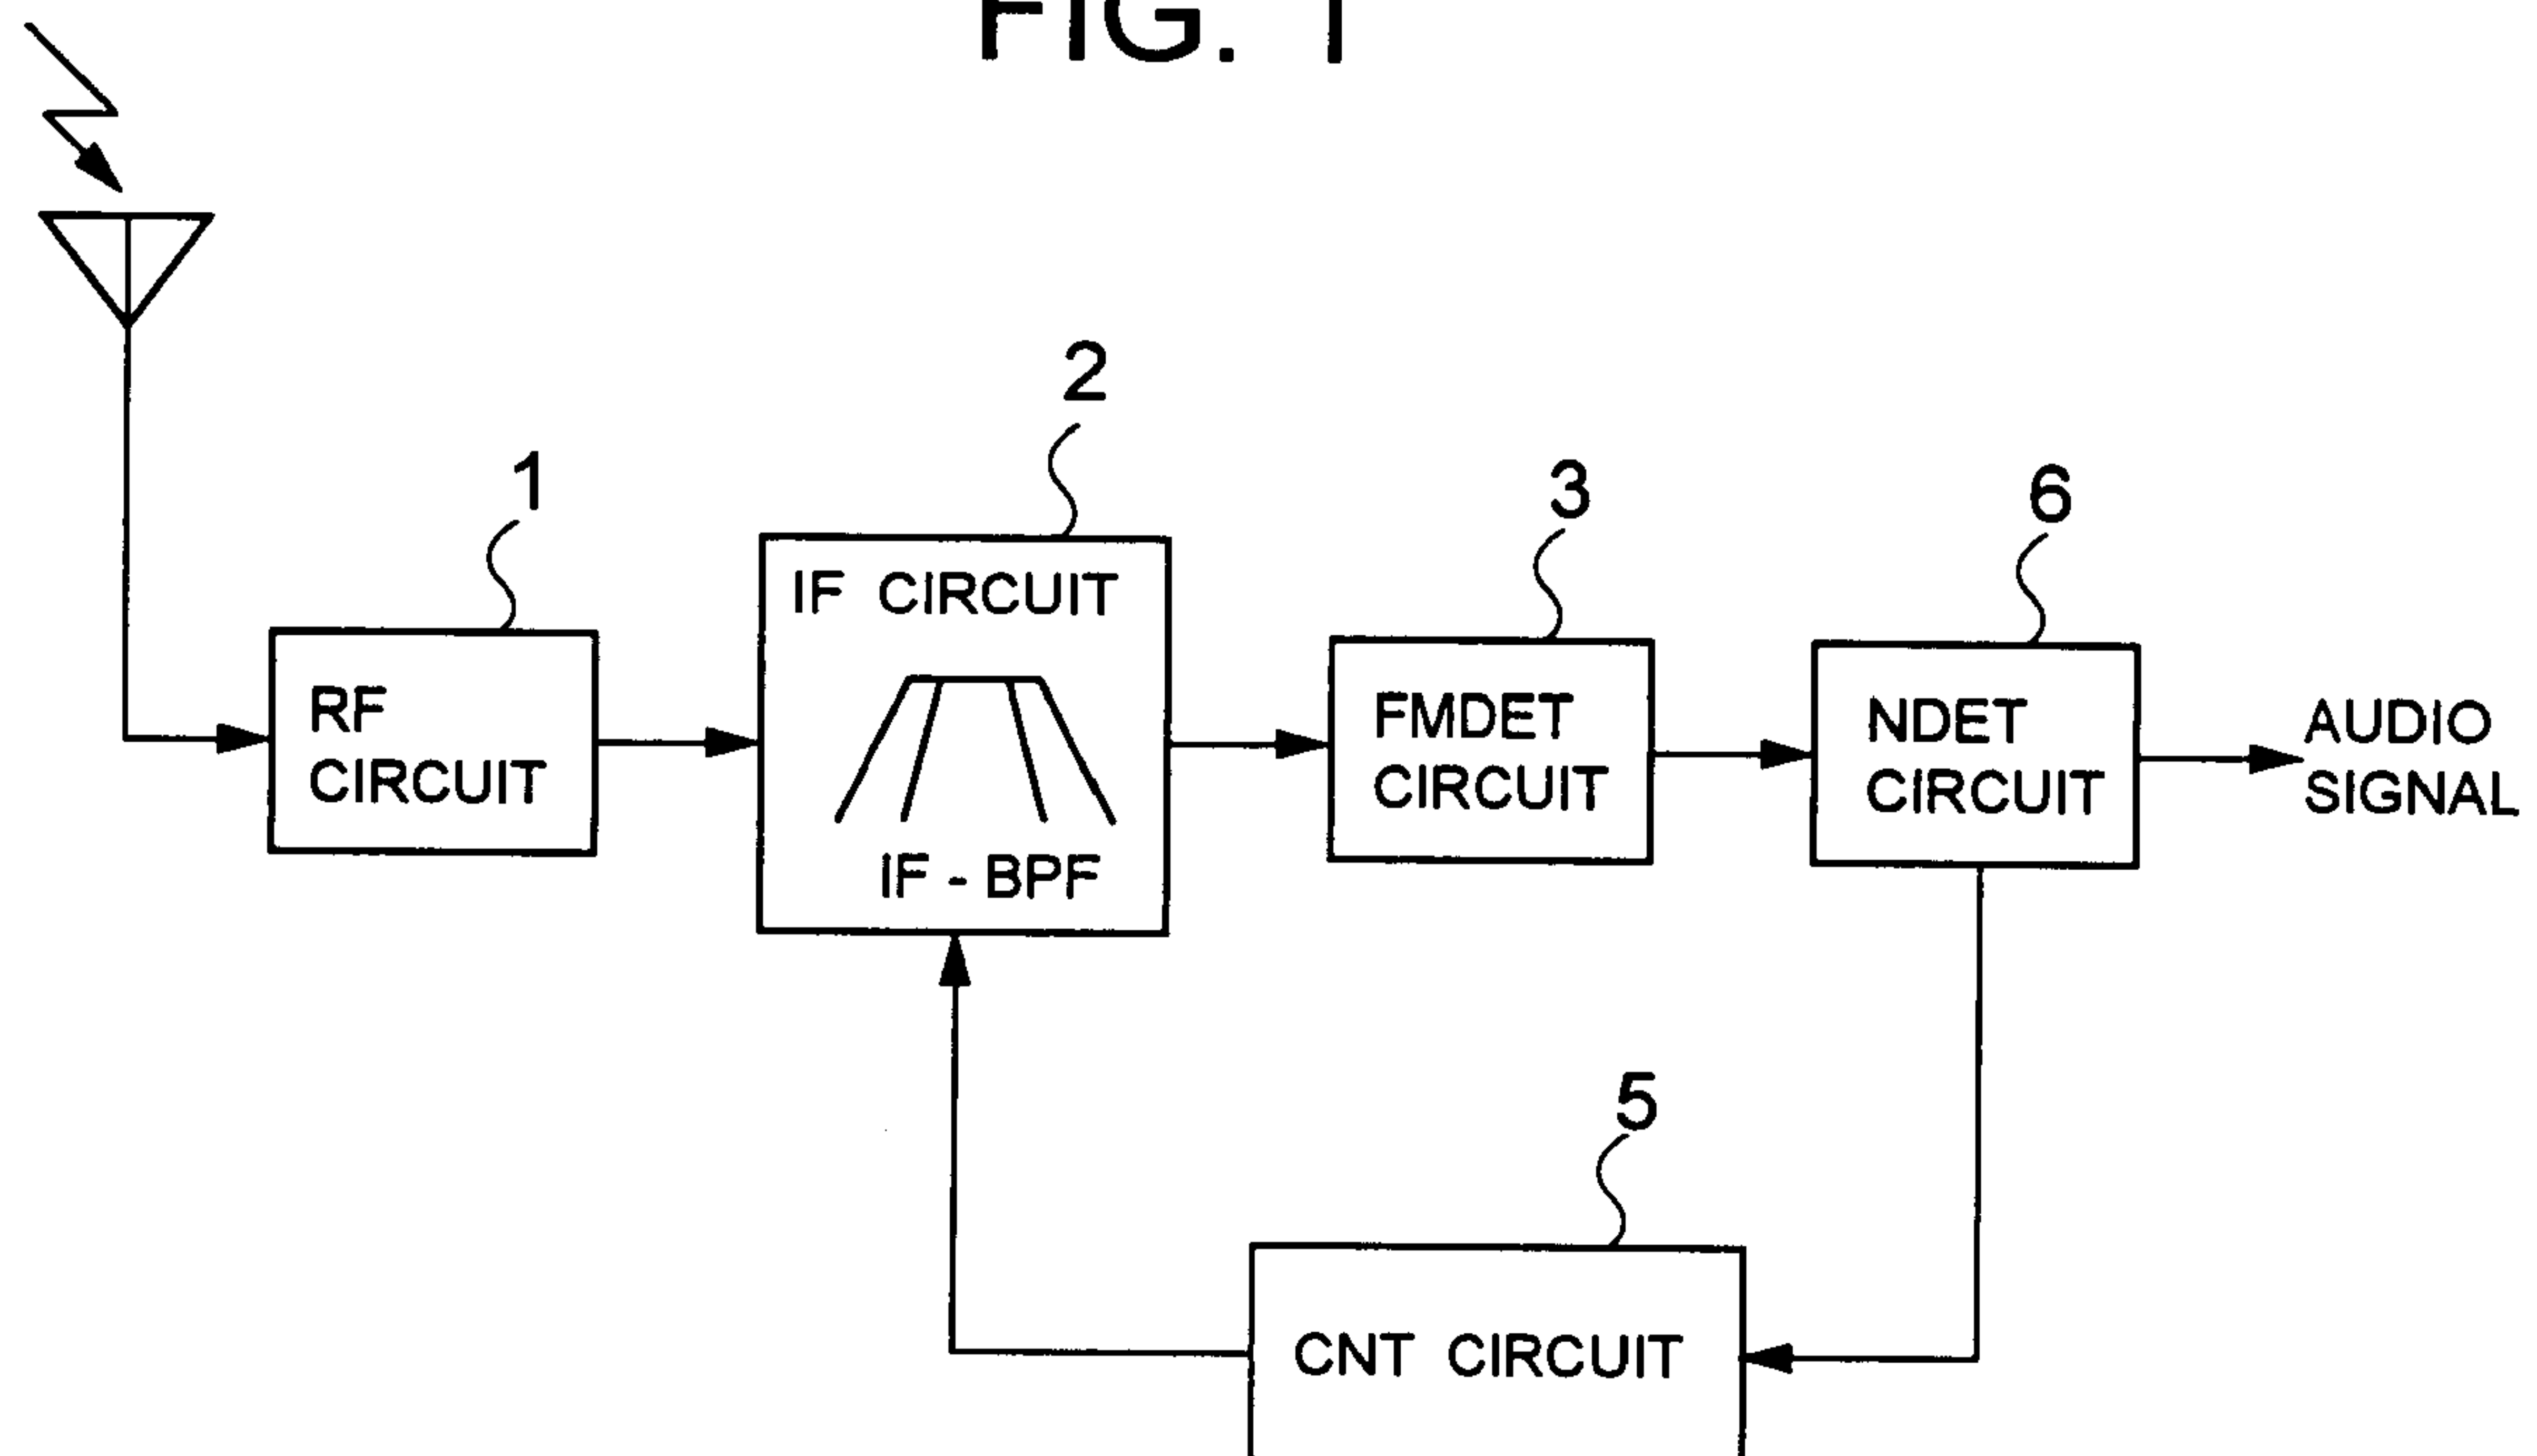 FIG. 1
2
1
3
6
IF CIRCUIT
RF
CIRCUIT
FMDET
CIRCUIT
NDET
CIRCUIT
AUDIO
SIGNAL
IF - BPF
5
CNT CIRCUIT